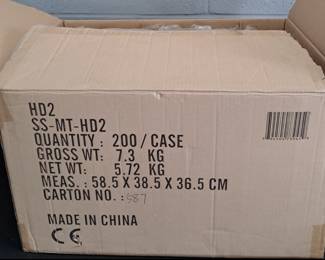 HD2
SS-MT-HD2
QUANTITY : 200 / CASE
GROSS WT: 7.3 KG
NET WT: 5.72 KG
MEAS. : 58.5 X 38.5 X 36.5 CM
CARTON NO. : 587
MADE IN CHINA
CE